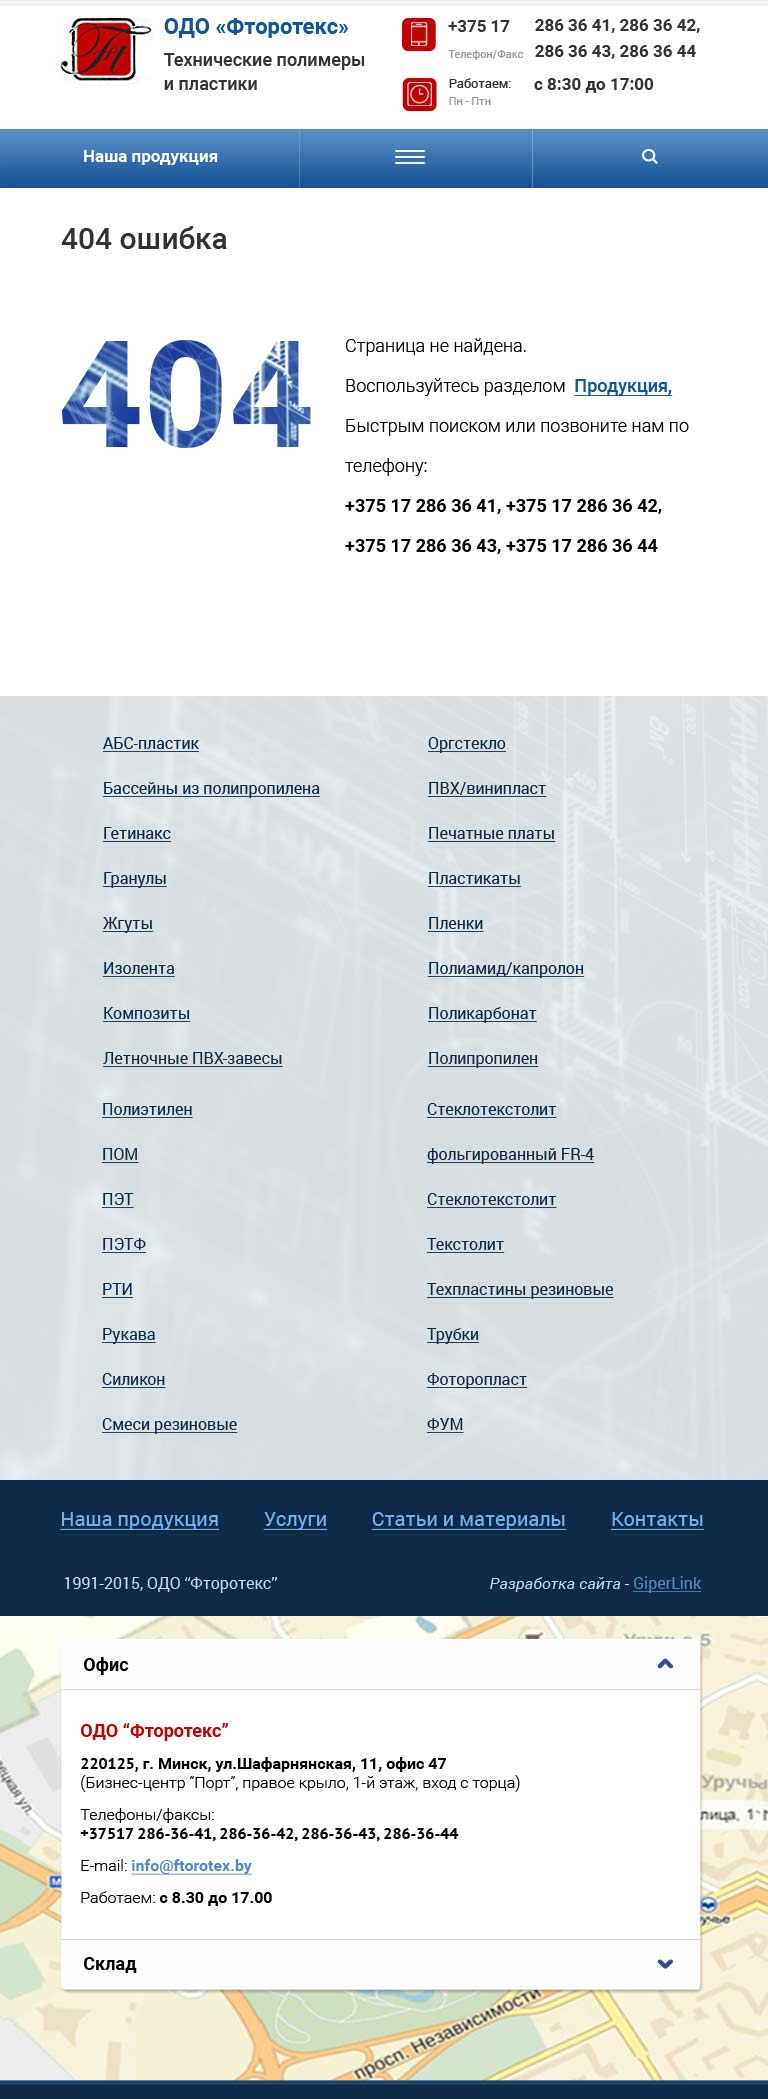 ОДО «Фторотекс»
Технические полимеры
и пластики
+375 17
286 36 41, 286 36 42,
Телефон/Факс
286 36 43, 286 36 44
Работаем:
с 8:30 до 17:00
Пн - Птн
Наша продукция
404 ошибка
404
Страница не найдена.
Воспользуйтесь разделом Продукция,
Быстрым поиском или позвоните нам по
телефону:
+375 17 286 36 41, +375 17 286 36 42,
+375 17 286 36 43, +375 17 286 36 44
АБС-пластик
Бассейны из полипропилена
Гетинакс
Гранулы
Жгуты
Изолента
Композиты
Леточные ПВХ-завесы
Оргстекло
ПВХ/винипласт
Печатные платы
Пластикаты
Пленки
Полиамид/капролон
Поликарбонат
Полипропилен
Полиэтилен
ПОМ
ПЭТ
ПЭТФ
РТИ
Рукава
Силикон
Смеси резиновые
Стеклотекстолит
фольгированный FR-4
Стеклотекстолит
Текстолит
Техпластины резиновые
Трубки
Фоторопласт
ФУМ
Наша продукция
Услуги
Статьи и материалы
Контакты
1991-2015, ОДО “Фторотекс”
Разработка сайта - GiperLink
Офис
ОДО “Фторотекс”
220125, г. Минск, ул.Шафарнянская, 11, офис 47
(Бизнес-центр “Порт”, правое крыло, 1-й этаж, вход с торца)
Телефоны/факсы:
+37517 286-36-41, 286-36-42, 286-36-43, 286-36-44
E-mail: info@ftorotex.by
Работаем: с 8.30 до 17.00
Склад
просп. Независимости